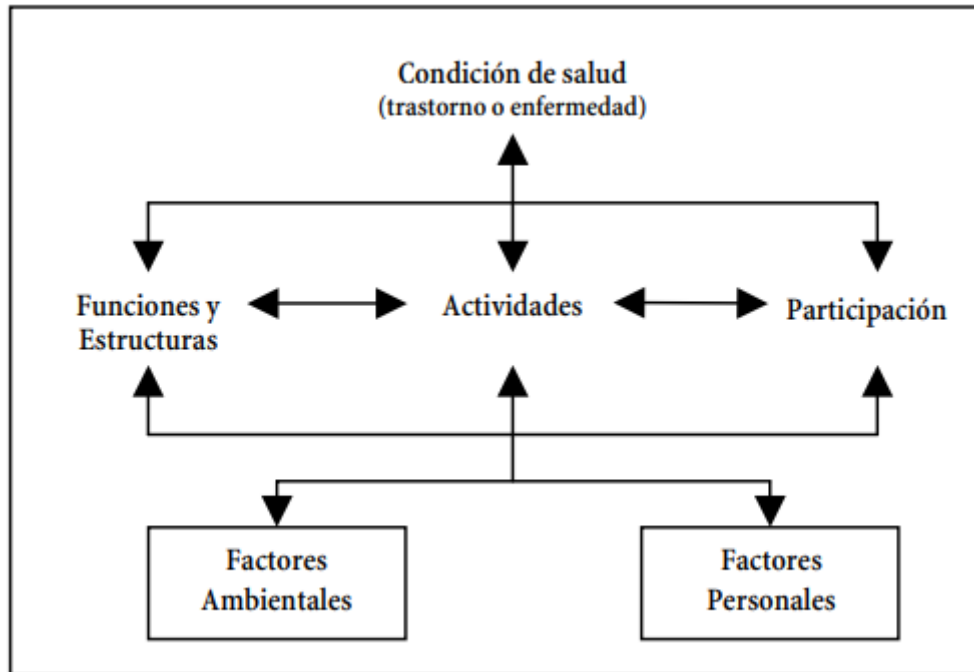 Condición de salud
(trastorno o enfermedad)
Funciones y
Estructuras
Actividades
Participación
Factores
Ambientales
Factores
Personales